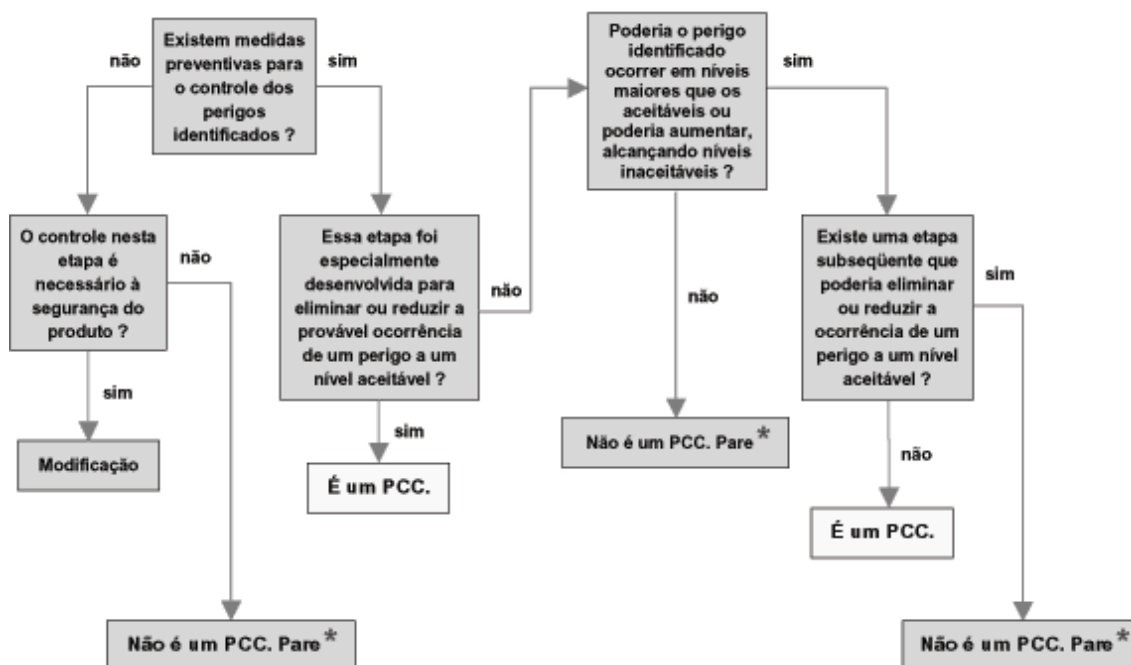 Existem medidas
preventivas para
o controle dos
perigos
identificados ?
não
sim
O controle nesta
etapa é
necessário à
segurança do
produto ?
não
sim
Modificação
Não é um PCC. Pare *
Essa etapa foi
especialmente
desenvolvida para
eliminar ou reduzir a
provável ocorrência
de um perigo a um
nível aceitável ?
não
sim
É um PCC.
Poderia o perigo
identificado
ocorrer em níveis
maiores que os
aceitáveis ou
poderia aumentar,
alcançando níveis
inaceitáveis ?
sim
não
Não é um PCC. Pare *
Existe uma etapa
subseqüente que
poderia eliminar
ou reduzir a
ocorrência de um
perigo a um nível
aceitável ?
sim
não
É um PCC.
Não é um PCC. Pare *